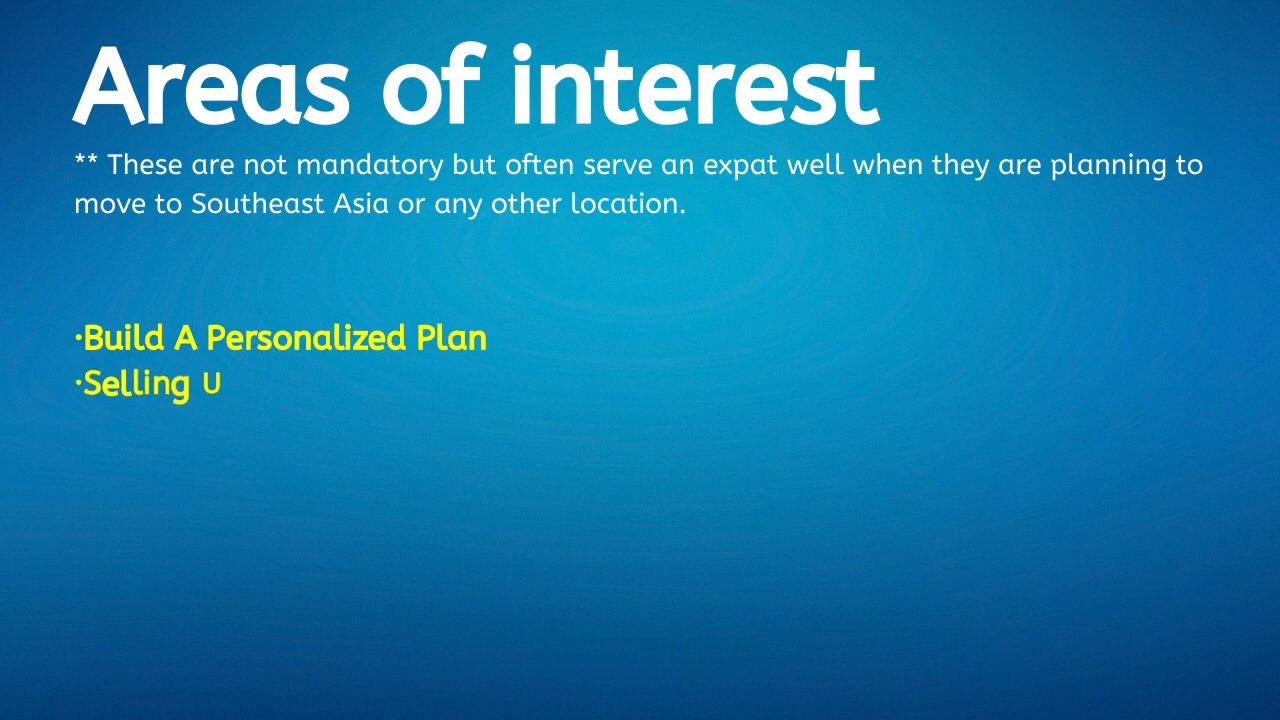 Areas of interest
** These are not mandatory but often serve an expat well when they are planning to
move to Southeast Asia or any other location.
·Build A Personalized Plan
·Selling U